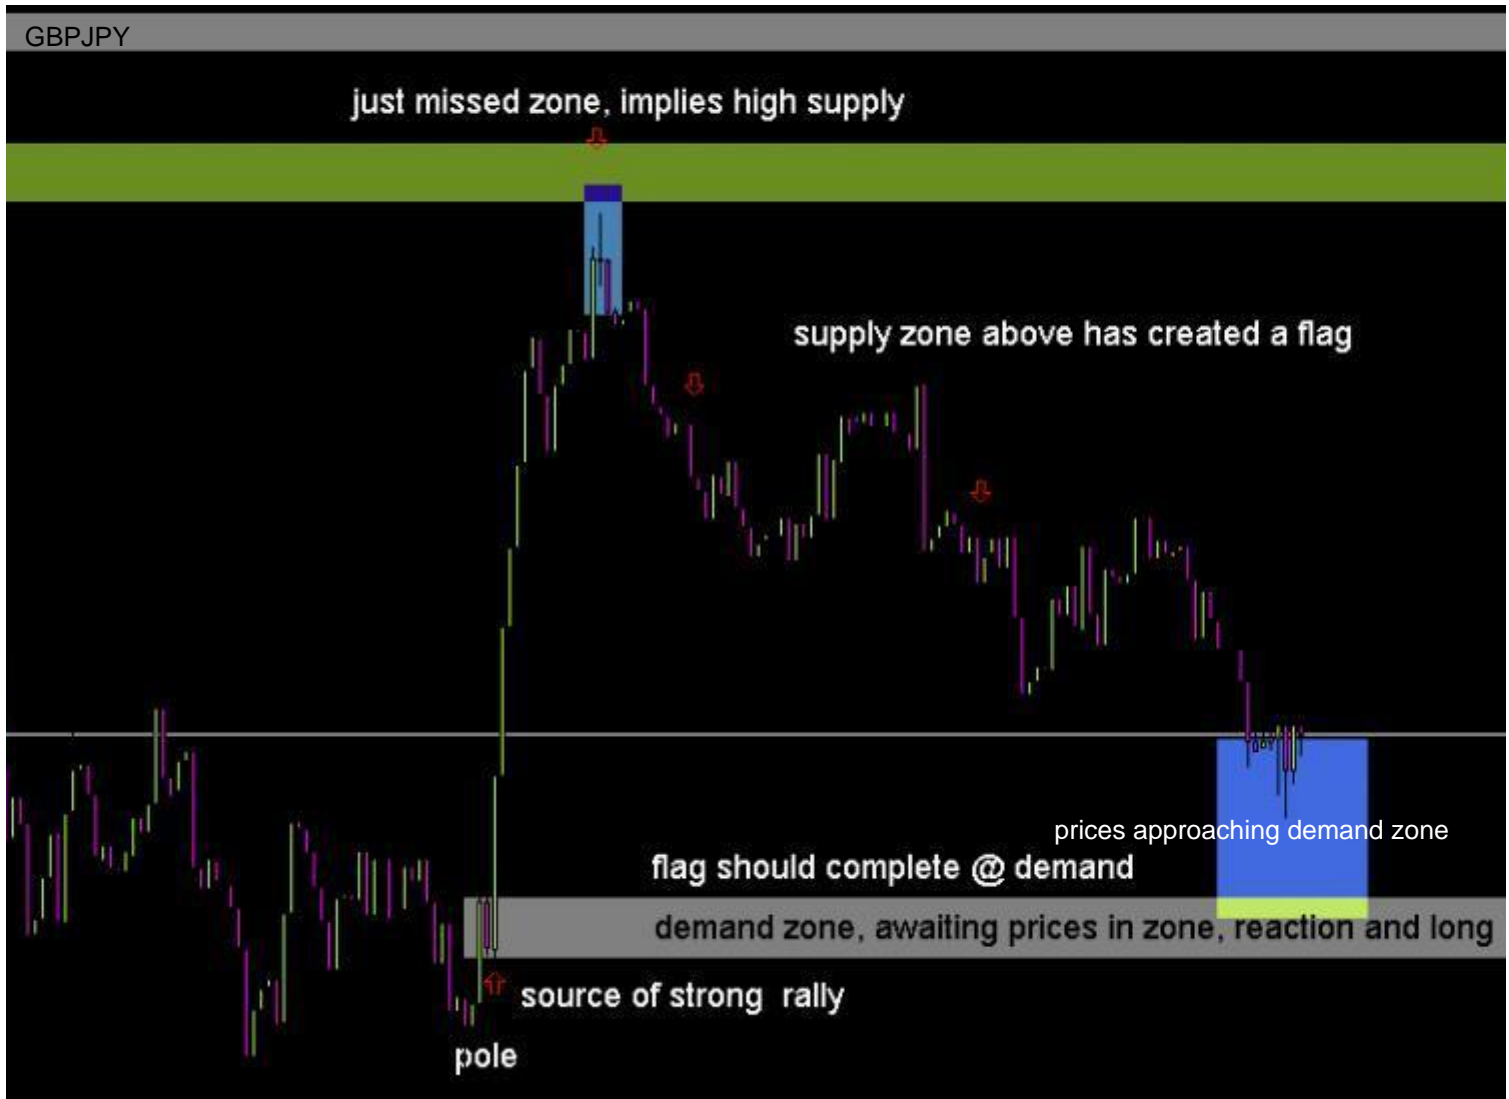 GBPJPY
just missed zone, implies high supply
supply zone above has created a flag
prices approaching demand zone
flag should complete @ demand
demand zone, awaiting prices in zone, reaction and long
source of strong rally
pole